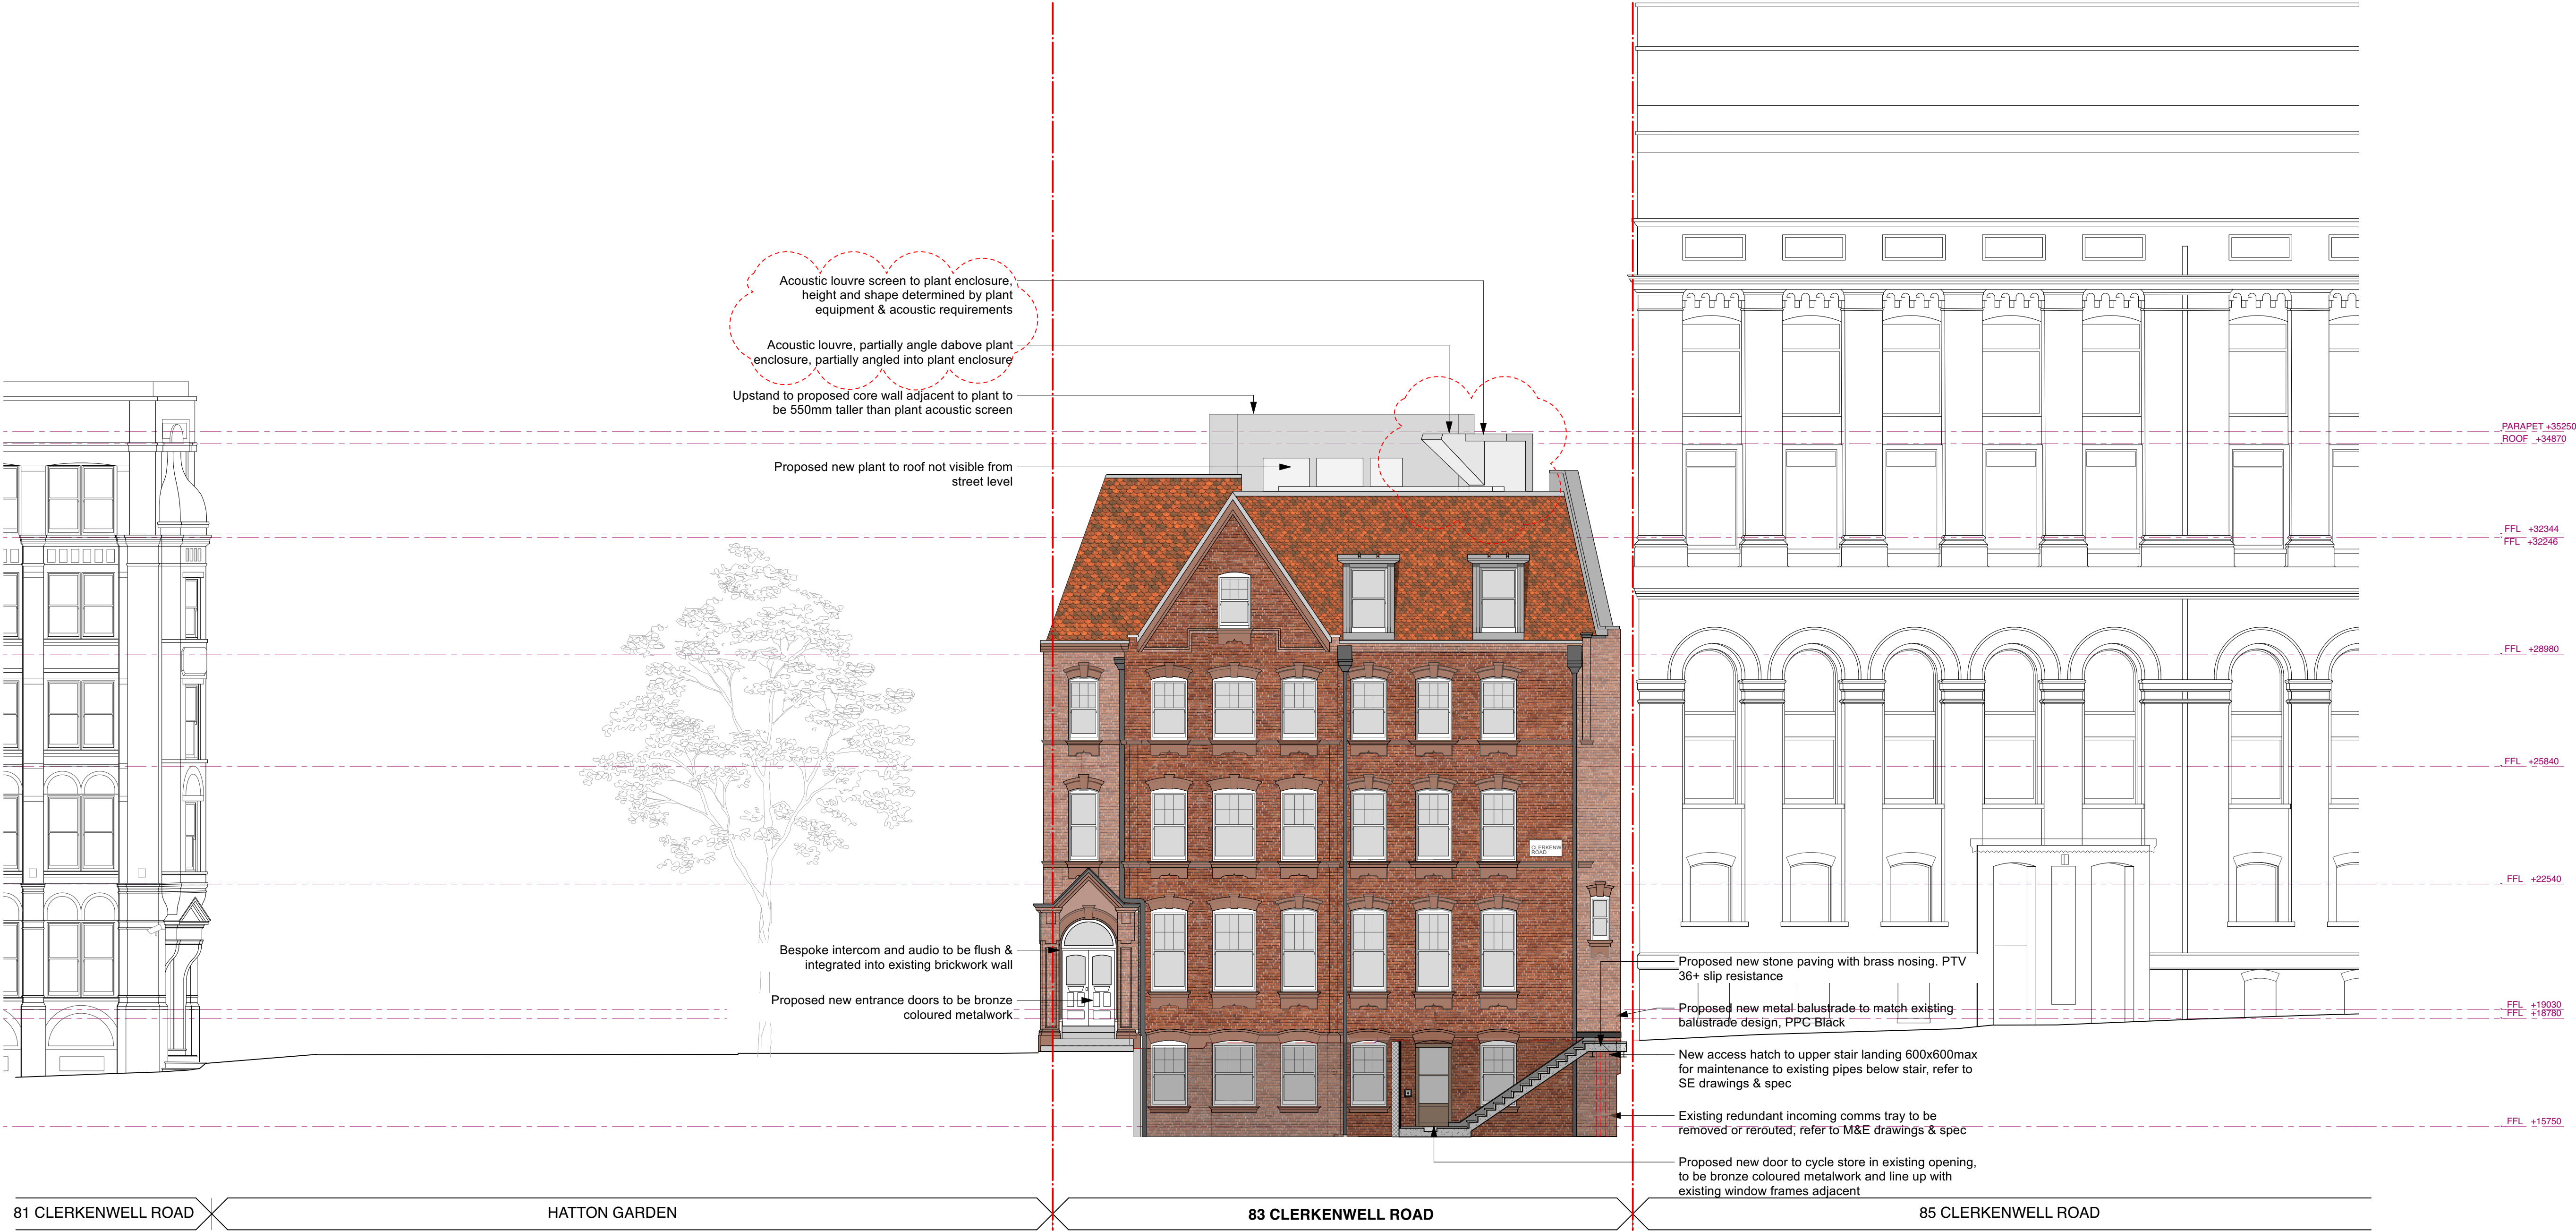 Acoustic louvre screen to plant enclosure,
height and shape determined by plant
equipment & acoustic requirements
Acoustic louvre, partially angle dabove plant
enclosure, partially angled into plant enclosure
Upstand to proposed core wall adjacent to plant to
be 550mm taller than plant acoustic screen
Proposed new plant to roof not visible from
street level
Bespoke intercom and audio to be flush &
integrated into existing brickwork wall
Proposed new entrance doors to be bronze
coloured metalwork
CLERKENW
ROAD
Proposed new stone paving with brass nosing. PTV
36+ slip resistance
Proposed new metal balustrade to match existing
balustrade design, PPC Black
New access hatch to upper stair landing 600x600max
for maintenance to existing pipes below stair, refer to
SE drawings & spec
Existing redundant incoming comms tray to be
removed or rerouted, refer to M&E drawings & spec
Proposed new door to cycle store in existing opening,
to be bronze coloured metalwork and line up with
existing window frames adjacent
PARAPET +35250
ROOF +34870
FFL +32344
FFL +32246
FFL +28980
FFL +25840
FFL +22540
FFL +19030
FFL +18780
FFL +15750
81 CLERKENWELL ROAD
HATTON GARDEN
83 CLERKENWELL ROAD
85 CLERKENWELL ROAD